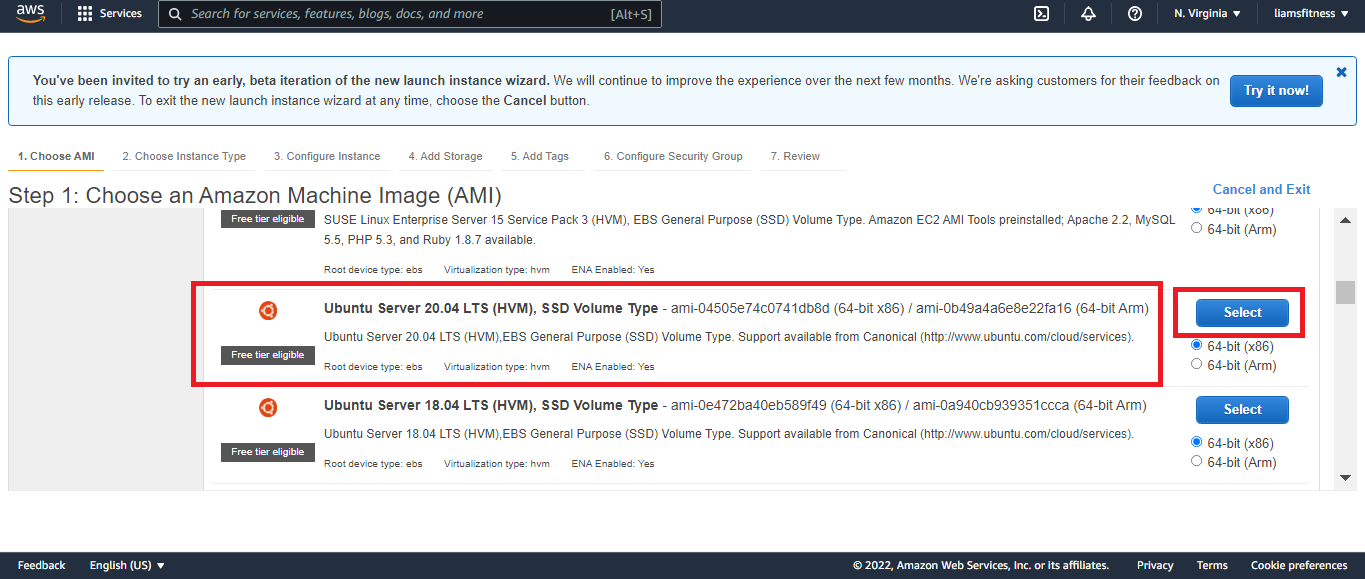 aws Services Search for services, features, blogs, docs, and more [Alt+S] N. Virginia liamsfitness
You've been invited to try an early, beta iteration of the new launch instance wizard. We will continue to improve the experience over the next few months. We're asking customers for their feedback on
this early release. To exit the new launch instance wizard at any time, choose the Cancel button.
Try it now!
1. Choose AMI 2. Choose Instance Type 3. Configure Instance 4. Add Storage 5. Add Tags 6. Configure Security Group 7. Review
Step 1: Choose an Amazon Machine Image (AMI)
Cancel and Exit
Free tier eligible
SUSE Linux Enterprise Server 15 Service Pack 3 (HVM), EBS General Purpose (SSD) Volume Type. Amazon EC2 AMI Tools preinstalled; Apache 2.2, MySQL
5.5, PHP 5.3, and Ruby 1.8.7 available.
Root device type: ebs Virtualization type: hvm ENA Enabled: Yes
64-bit (x86)
64-bit (Arm)
Ubuntu Server 20.04 LTS (HVM), SSD Volume Type - ami-04505e74c0741db8d (64-bit x86) / ami-0b49a4a6e8e22fa16 (64-bit Arm)
Ubuntu Server 20.04 LTS (HVM),EBS General Purpose (SSD) Volume Type. Support available from Canonical (http://www.ubuntu.com/cloud/services).
Free tier eligible
Root device type: ebs Virtualization type: hvm ENA Enabled: Yes
Select
64-bit (x86)
64-bit (Arm)
Ubuntu Server 18.04 LTS (HVM), SSD Volume Type - ami-0e472ba40eb589f49 (64-bit x86) / ami-0a940cb939351ccca (64-bit Arm)
Ubuntu Server 18.04 LTS (HVM),EBS General Purpose (SSD) Volume Type. Support available from Canonical (http://www.ubuntu.com/cloud/services).
Free tier eligible
Root device type: ebs Virtualization type: hvm ENA Enabled: Yes
Select
64-bit (x86)
64-bit (Arm)
Feedback English (US) © 2022, Amazon Web Services, Inc. or its affiliates. Privacy Terms Cookie preferences